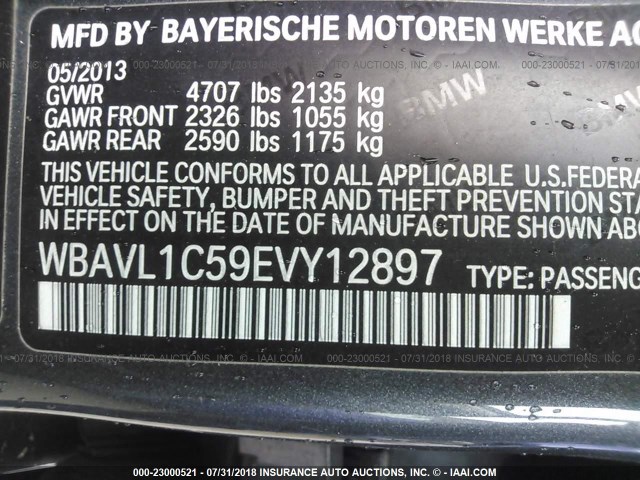 MFD BY BAYERISCHE MOTOREN WERKE AG
05/2013
GVWR 4707 lbs 2135 kg
GAWR FRONT 2326 lbs 1055 kg
GAWR REAR 2590 lbs 1175 kg
BMW
THIS VEHICLE CONFORMS TO ALL APPLICABLE U.S.FEDERA
VEHICLE SAFETY, BUMPER AND THEFT PREVENTION STA
IN EFFECT ON THE DATE OF MANUFACTURE SHOWN ABO
WBAVL1C59EVY12897 TYPE: PASSENG
000-23000521 - 07/31/2018 INSURANCE AUTO AUCTIONS, INC. - © IAAI.COM